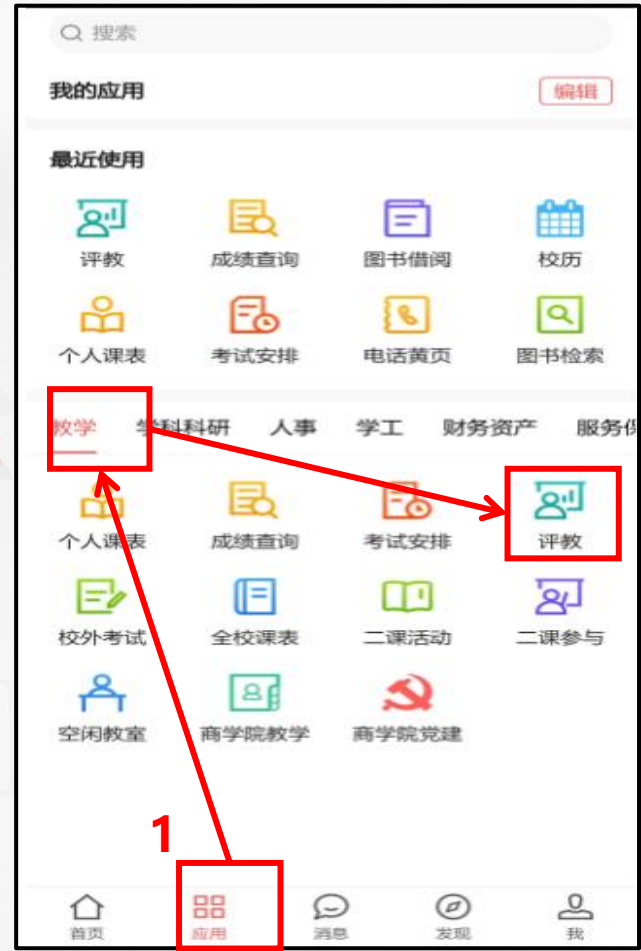 搜索
我的应用 编辑
最近使用
评教 成绩查询 图书借阅 校历
个人课表 考试安排 电话黄页 图书检索
教学 学科科研 人事 学工 财务资产 服务保
个人课表 成绩查询 考试安排 评教
校外考试 全校课表 二课活动 二课参与
空闲教室 商学院教学 商学院党建
1
首页 应用 消息 发现 我